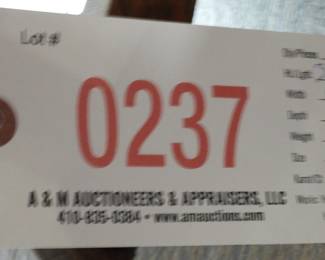 Lot #
0237
A & M AUCTIONEERS & APPRAISERS, LLC
410-835-0384 • www.amauctions.com
Width
Depth
Weight
Size